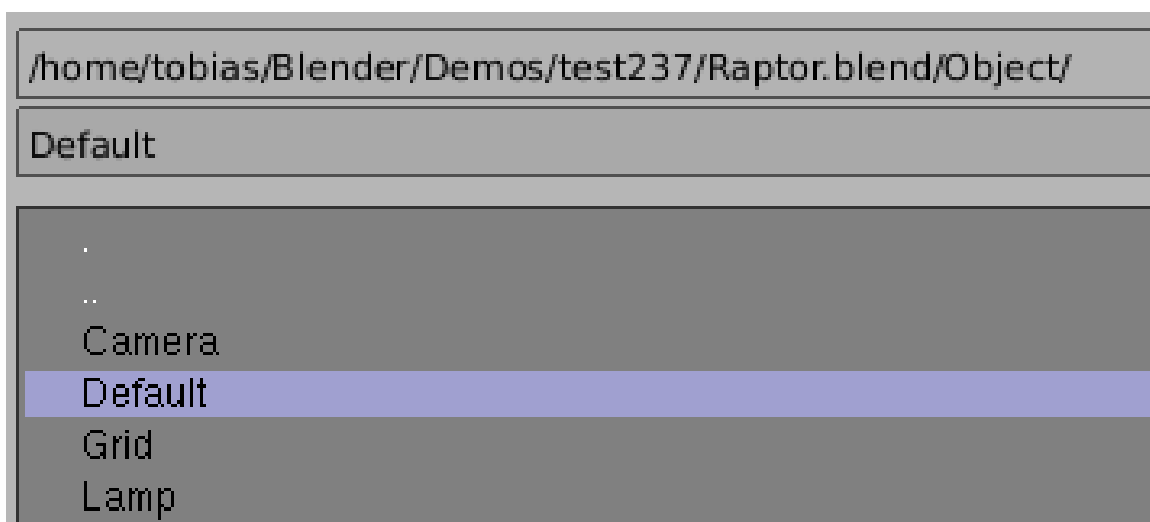 /home/tobias/Blender/Demos/test237/Raptor.blend/Object/
Default
.
..
Camera
Default
Grid
Lamp